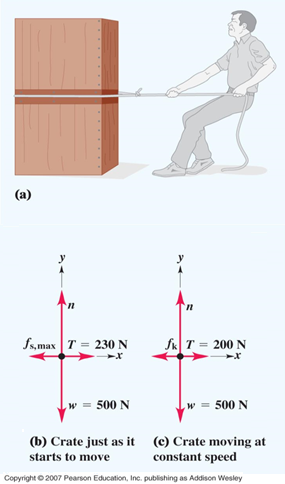 (a)
y
y
n
n
fs,max T = 230 N
x
fk T = 200 N
x
w = 500 N
w = 500 N
(b) Crate just as it
starts to move
(c) Crate moving at
constant speed
Copyright © 2007 Pearson Education, Inc. publishing as Addison Wesley